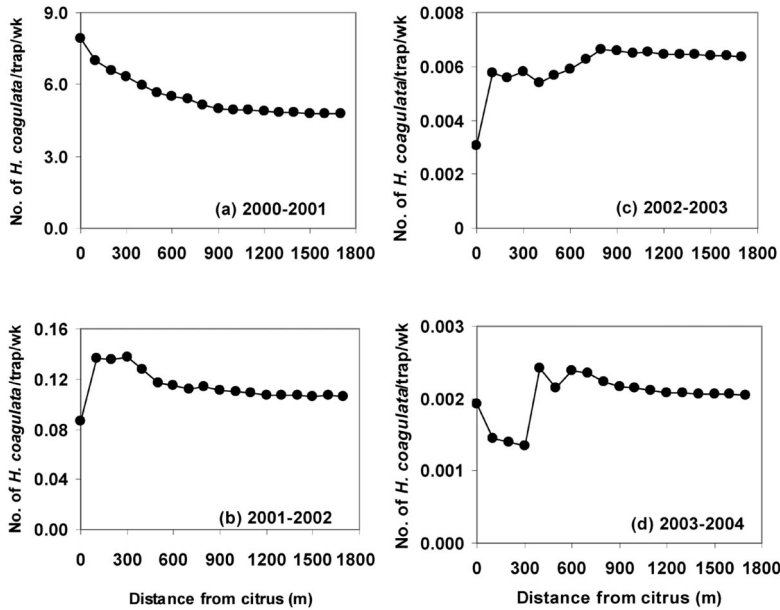 No. of H. coagulata/trap/wk
9.0
6.0
3.0
0.0
(a) 2000-2001
0 300 600 900 1200 1500 1800
No. of H. coagulata/trap/wk
0.008
0.006
0.004
0.002
0
(c) 2002-2003
0 300 600 900 1200 1500 1800
No. of H. coagulata/trap/wk
0.16
0.12
0.08
0.04
0.00
(b) 2001-2002
0 300 600 900 1200 1500 1800
Distance from citrus (m)
No. of H. coagulata/trap/wk
0.003
0.002
0.001
0.000
(d) 2003-2004
0 300 600 900 1200 1500 1800
Distance from citrus (m)